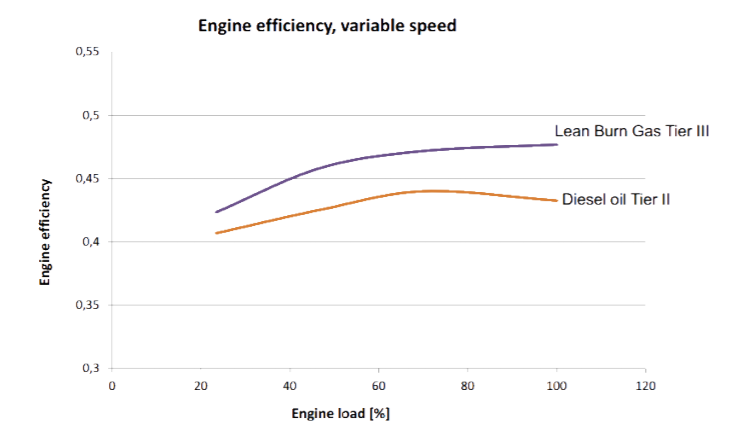 Engine efficiency, variable speed
0,55
0,5
0,45
0,4
0,35
0,3
0 20 40 60 80 100 120
Engine efficiency
Engine load [%]
Lean Burn Gas Tier III
Diesel oil Tier II